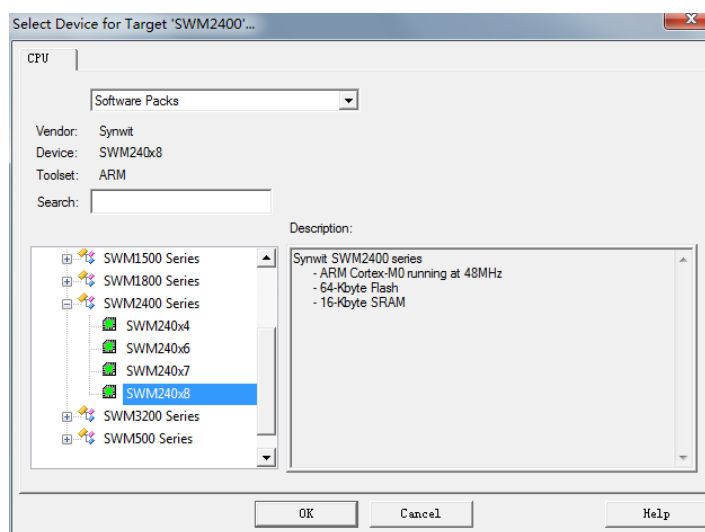 Select Device for Target 'SWM2400'...
CPU
Software Packs
Vendor: Synwit
Device: SWM240x8
Toolset: ARM
Search:
Description:
SWM1500 Series
SWM1800 Series
SWM2400 Series
SWM240x4
SWM240x6
SWM240x7
SWM240x8
SWM3200 Series
SWM500 Series
Synwit SWM2400 series
- ARM Cortex-M0 running at 48MHz
- 64-Kbyte Flash
- 16-Kbyte SRAM
OK Cancel Help